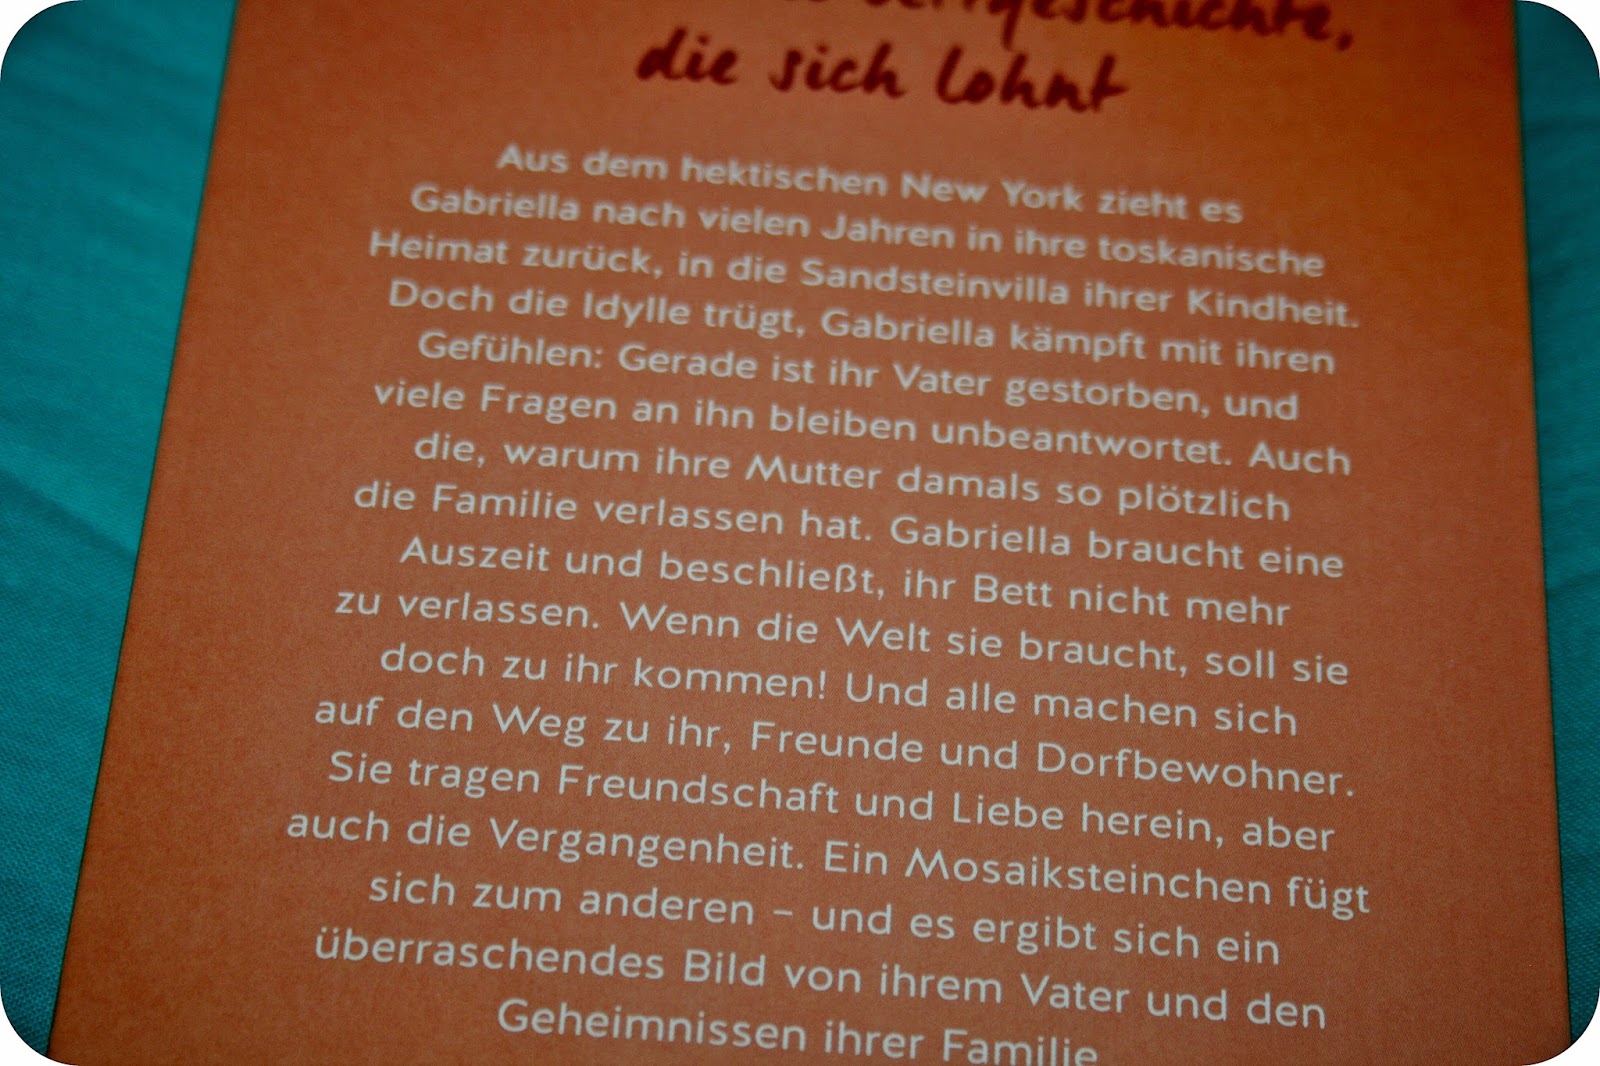 die sich lohnt
Aus dem hektischen New York zieht es
Gabriella nach vielen Jahren in ihre toskanische
Heimat zurück, in die Sandsteinvilla ihrer Kindheit.
Doch die Idylle trügt, Gabriella kämpft mit ihren
Gefühlen: Gerade ist ihr Vater gestorben, und
viele Fragen an ihn bleiben unbeantwortet. Auch
die, warum ihre Mutter damals so plötzlich
die Familie verlassen hat. Gabriella braucht eine
Auszeit und beschließt, ihr Bett nicht mehr
zu verlassen. Wenn die Welt sie braucht, soll sie
doch zu ihr kommen! Und alle machen sich
auf den Weg zu ihr, Freunde und Dorfbewohner.
Sie tragen Freundschaft und Liebe herein, aber
auch die Vergangenheit. Ein Mosaiksteinchen fügt
sich zum anderen – und es ergibt sich ein
überraschendes Bild von ihrem Vater und den
Geheimnissen ihrer Familie